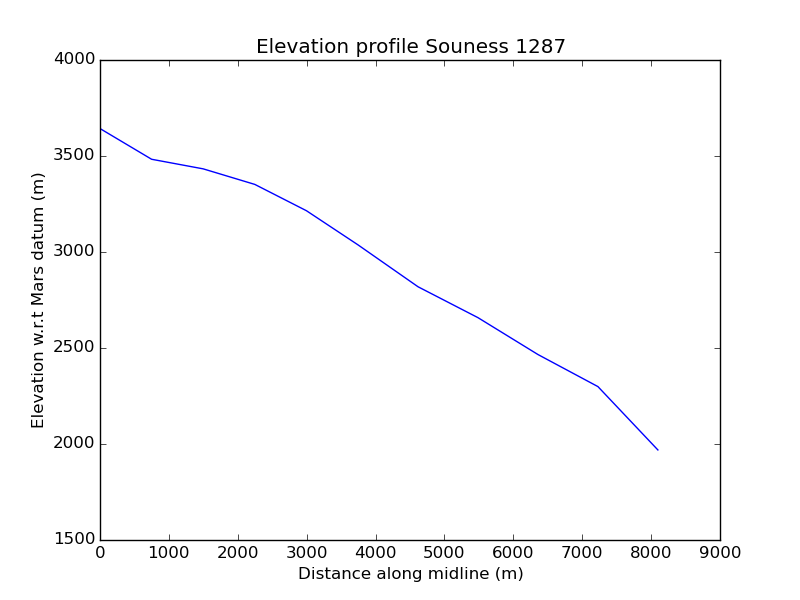 Elevation profile Souness 1287
4000
3500
3000
2500
2000
1500
Elevation w.r.t Mars datum (m)
0 1000 2000 3000 4000 5000 6000 7000 8000 9000
Distance along midline (m)